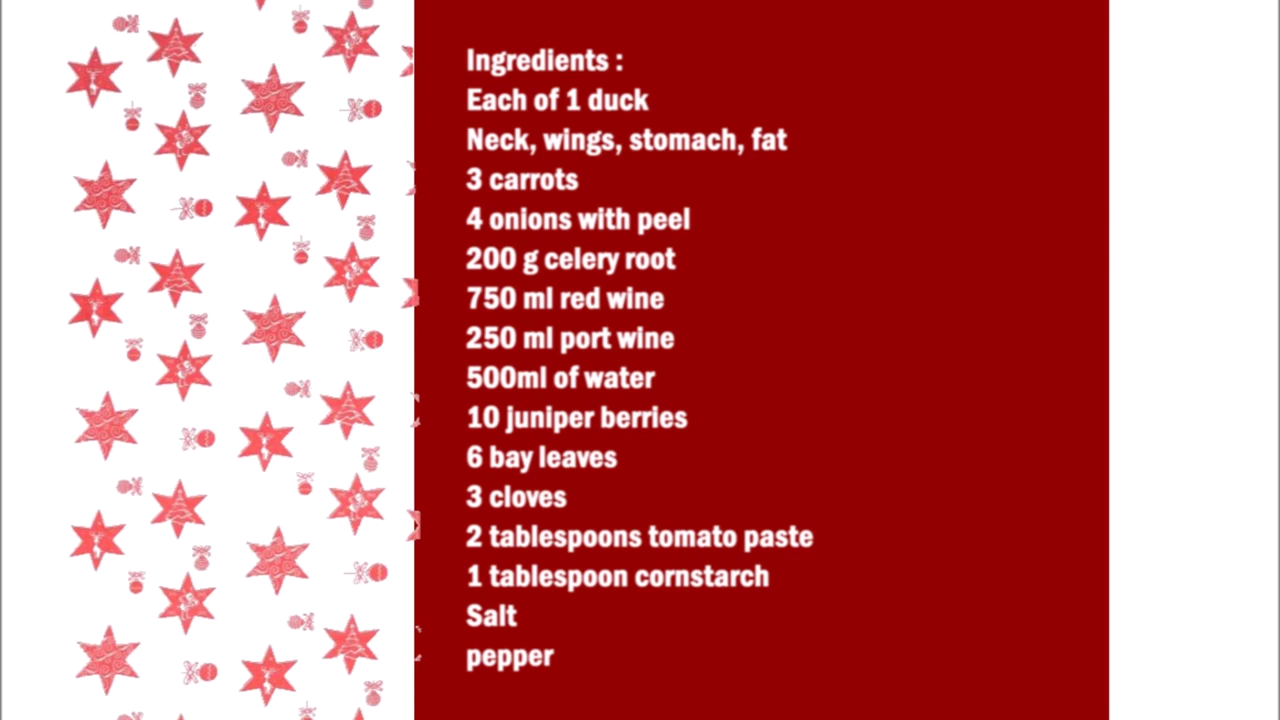 Ingredients :
Each of 1 duck
Neck, wings, stomach, fat
3 carrots
4 onions with peel
200 g celery root
750 ml red wine
250 ml port wine
500ml of water
10 juniper berries
6 bay leaves
3 cloves
2 tablespoons tomato paste
1 tablespoon cornstarch
Salt
pepper